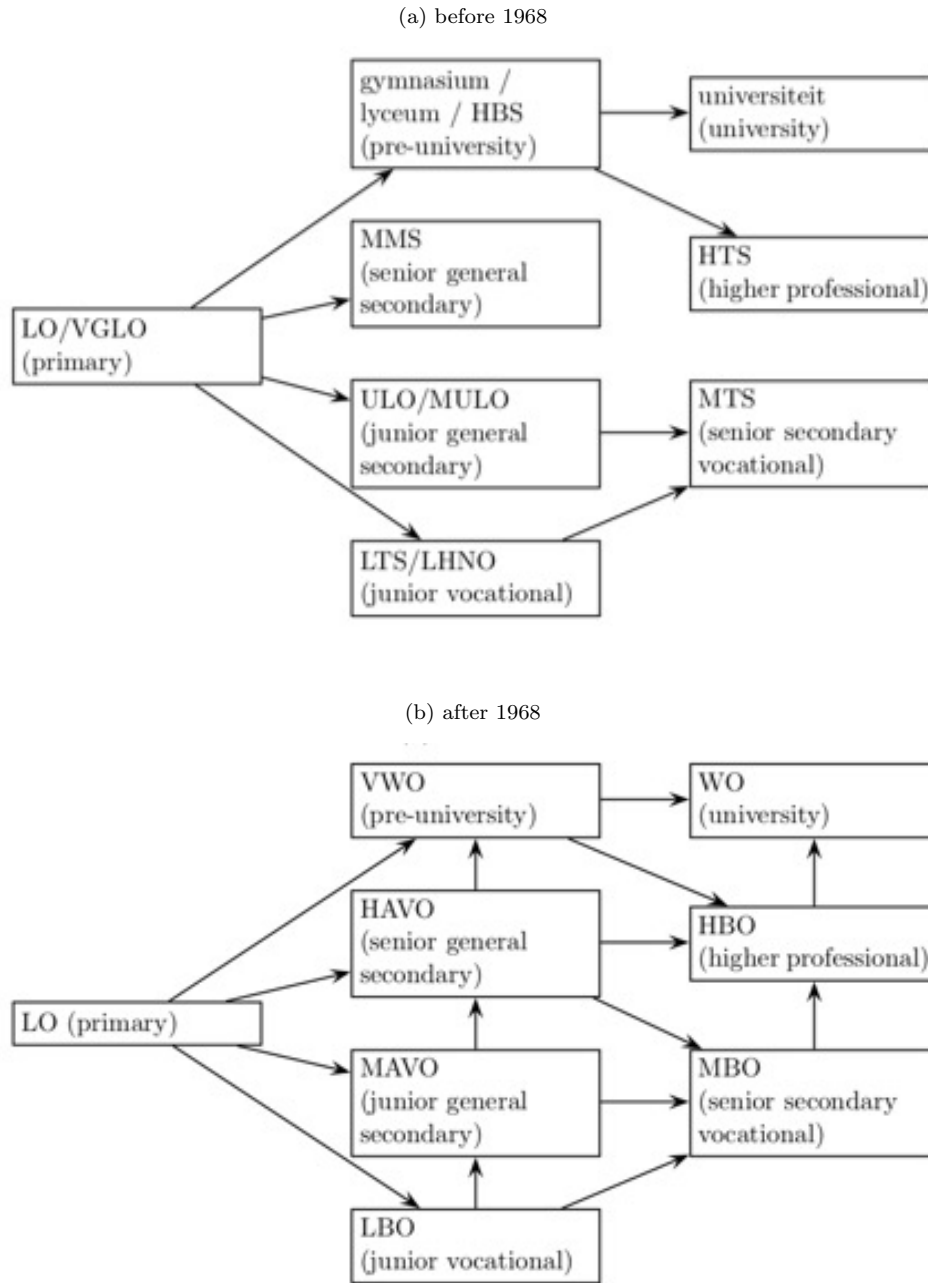 (a) before 1968
gymnasium /
lyceum / HBS
(pre-university)
universiteit
(university)
MMS
(senior general
secondary)
HTS
(higher professional)
LO/VGLO
(primary)
ULO/MULO
(junior general
secondary)
MTS
(senior secondary
vocational)
LTS/LHNO
(junior vocational)
(b) after 1968
VWO
(pre-university)
WO
(university)
HAVO
(senior general
secondary)
HBO
(higher professional)
LO (primary)
MAVO
(junior general
secondary)
MBO
(senior secondary
vocational)
LBO
(junior vocational)